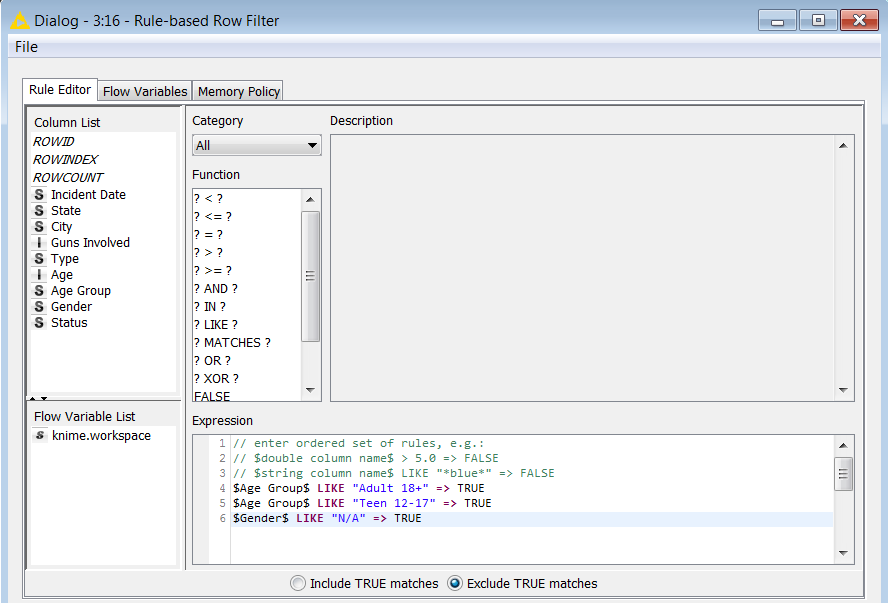 Dialog - 3:16 - Rule-based Row Filter
File
Rule Editor
Flow Variables
Memory Policy
Column List
ROWID
ROWINDEX
ROWCOUNT
S Incident Date
S State
S City
I Guns Involved
S Type
I Age
S Age Group
S Gender
S Status
Flow Variable List
s knime.workspace
Category
All
Function
? < ?
? <= ?
? = ?
? > ?
? >= ?
? AND ?
? IN ?
? LIKE ?
? MATCHES ?
? OR ?
? XOR ?
FALSE
Description
Expression
1 // enter ordered set of rules, e.g.:
2 // $double column name$ > 5.0 => FALSE
3 // $string column name$ LIKE "*blue*" => FALSE
4 $Age Group$ LIKE "Adult 18+" => TRUE
5 $Age Group$ LIKE "Teen 12-17" => TRUE
6 $Gender$ LIKE "N/A" => TRUE
Include TRUE matches
Exclude TRUE matches